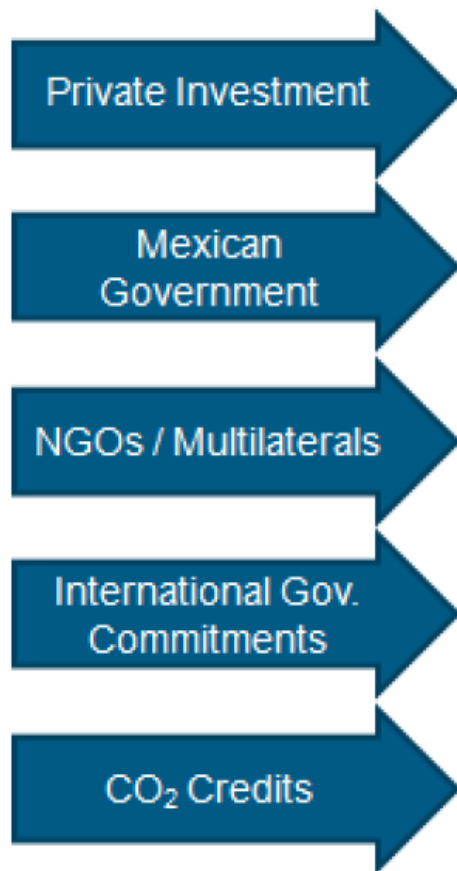 Private Investment
Mexican
Government
NGOs / Multilaterals
International Gov.
Commitments
CO₂ Credits